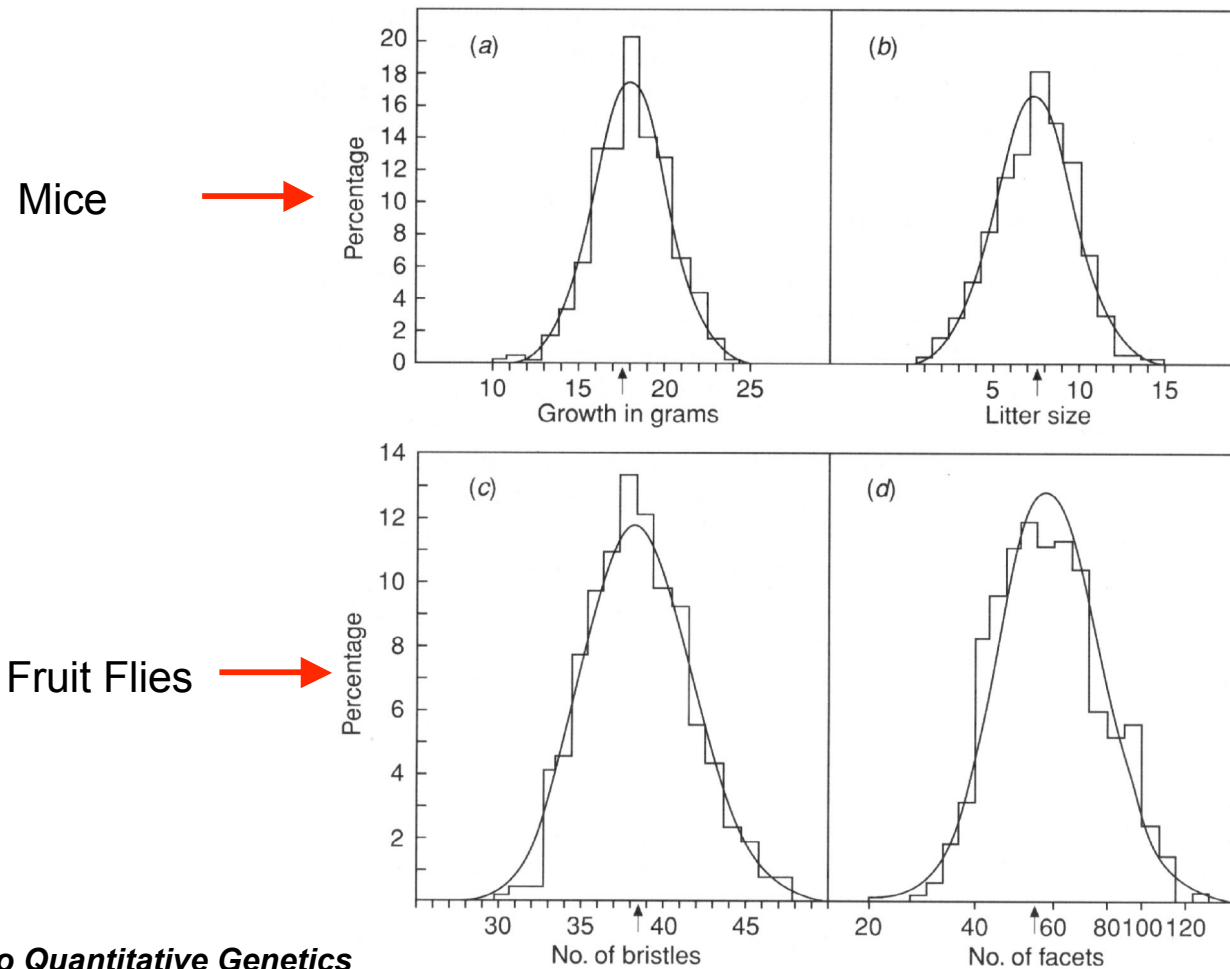 20
18
16
14
12
10
8
6
4
2
0
Percentage
(a)
(b)
Mice
10 15 20 25
5 10 15
Growth in grams
Litter size
14
12
10
8
6
4
2
Percentage
(c)
(d)
Fruit Flies
30 35 40 45
20 40 60 80 100 120
No. of bristles
No. of facets
o Quantitative Genetics